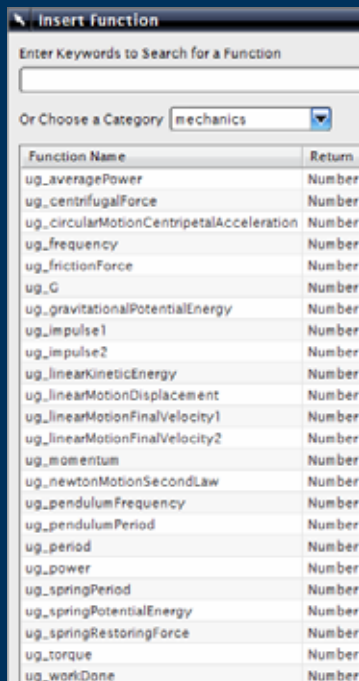 Insert Function
Enter Keywords to Search for a Function
Or Choose a Category mechanics
Function Name Return
ug_averagePower Number
ug_centrifugalForce Number
ug_circularMotionCentripetalAcceleration Number
ug_frequency Number
ug_frictionForce Number
ug_G Number
ug_gravitationalPotentialEnergy Number
ug_impulse1 Number
ug_impulse2 Number
ug_linearKineticEnergy Number
ug_linearMotionDisplacement Number
ug_linearMotionFinalVelocity1 Number
ug_linearMotionFinalVelocity2 Number
ug_momentum Number
ug_newtonMotionSecondLaw Number
ug_pendulumFrequency Number
ug_pendulumPeriod Number
ug_period Number
ug_power Number
ug_springPeriod Number
ug_springPotentialEnergy Number
ug_springRestoringForce Number
ug_torque Number
ug_workDone Number